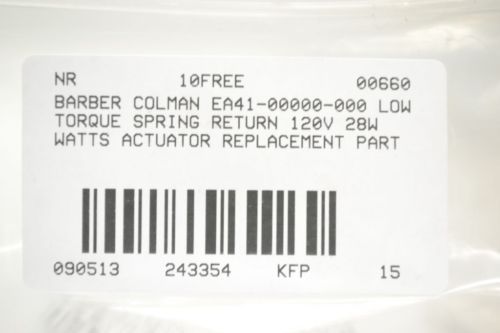 NR 10FREE 00660
BARBER COLMAN EA41-00000-000 LOW
TORQUE SPRING RETURN 120V 28W
WATTS ACTUATOR REPLACEMENT PART
090513 243354 KFP 15